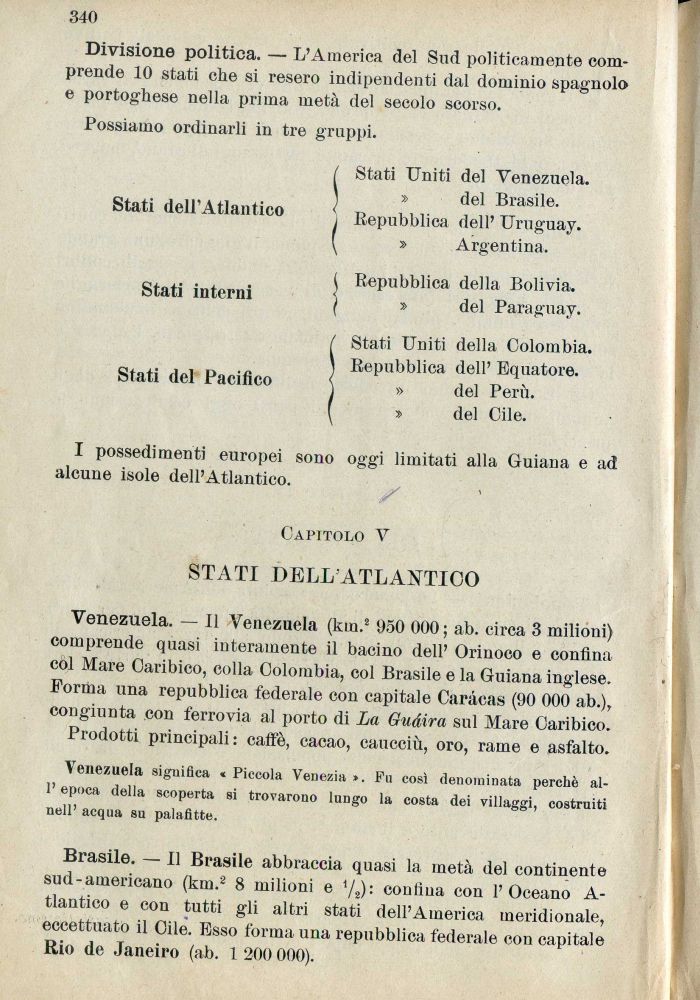 340
Divisione politica. — L'America del Sud politicamente com-
prende 10 stati che si resero indipendenti dal dominio spagnolo
e portoghese nella prima metà del secolo scorso.
Possiamo ordinarli in tre gruppi.
Stati dell'Atlantico
Stati Uniti del Venezuela.
» del Brasile.
Repubblica dell' Uruguay.
» Argentina.
Stati interni
Repubblica della Bolivia.
» del Paraguay.
Stati del Pacifico
Stati Uniti della Colombia.
Repubblica dell' Equatore.
» del Perù.
» del Cile.
I possedimenti europei sono oggi limitati alla Guiana e ad
alcune isole dell'Atlantico.
CAPITOLO V
STATI DELL'ATLANTICO
Venezuela. — Il Venezuela (km.² 950 000; ab. circa 3 milioni)
comprende quasi interamente il bacino dell' Orinoco e confina
col Mare Caribico, colla Colombia, col Brasile e la Guiana inglese.
Forma una repubblica federale con capitale Carácas (90 000 ab.),
congiunta con ferrovia al porto di La Guáira sul Mare Caribico.
Prodotti principali: caffè, cacao, caucciù, oro, rame e asfalto.
Venezuela significa « Piccola Venezia ». Fu così denominata perchè al-
l' epoca della scoperta si trovarono lungo la costa dei villaggi, costruiti
nell' acqua su palafitte.
Brasile. — Il Brasile abbraccia quasi la metà del continente
sud-americano (km.² 8 milioni e ¹/₂): confina con l' Oceano A-
tlantico e con tutti gli altri stati dell'America meridionale,
eccettuato il Cile. Esso forma una repubblica federale con capitale
Rio de Janeiro (ab. 1 200 000).